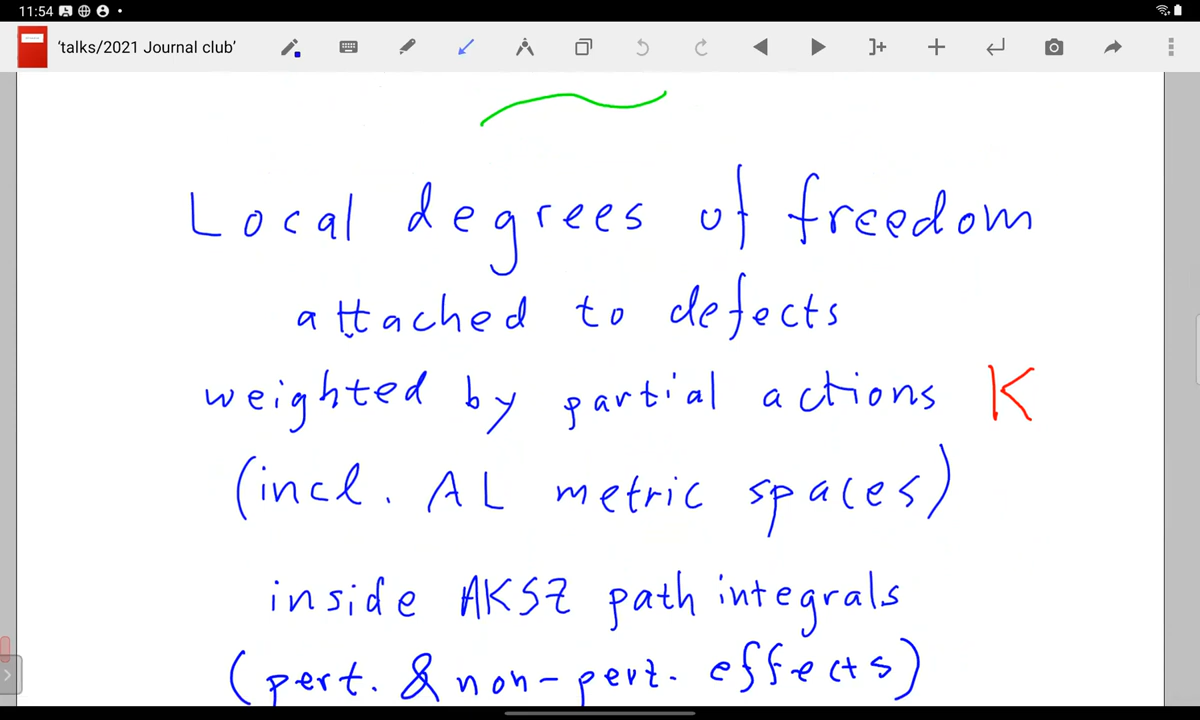 11:54
'talks/2021 Journal club'
Local degrees of freedom
attached to defects
weighted by partial actions K
(incl. AL metric spaces)
inside AKSZ path integrals
(pert. & non-pert. effects)